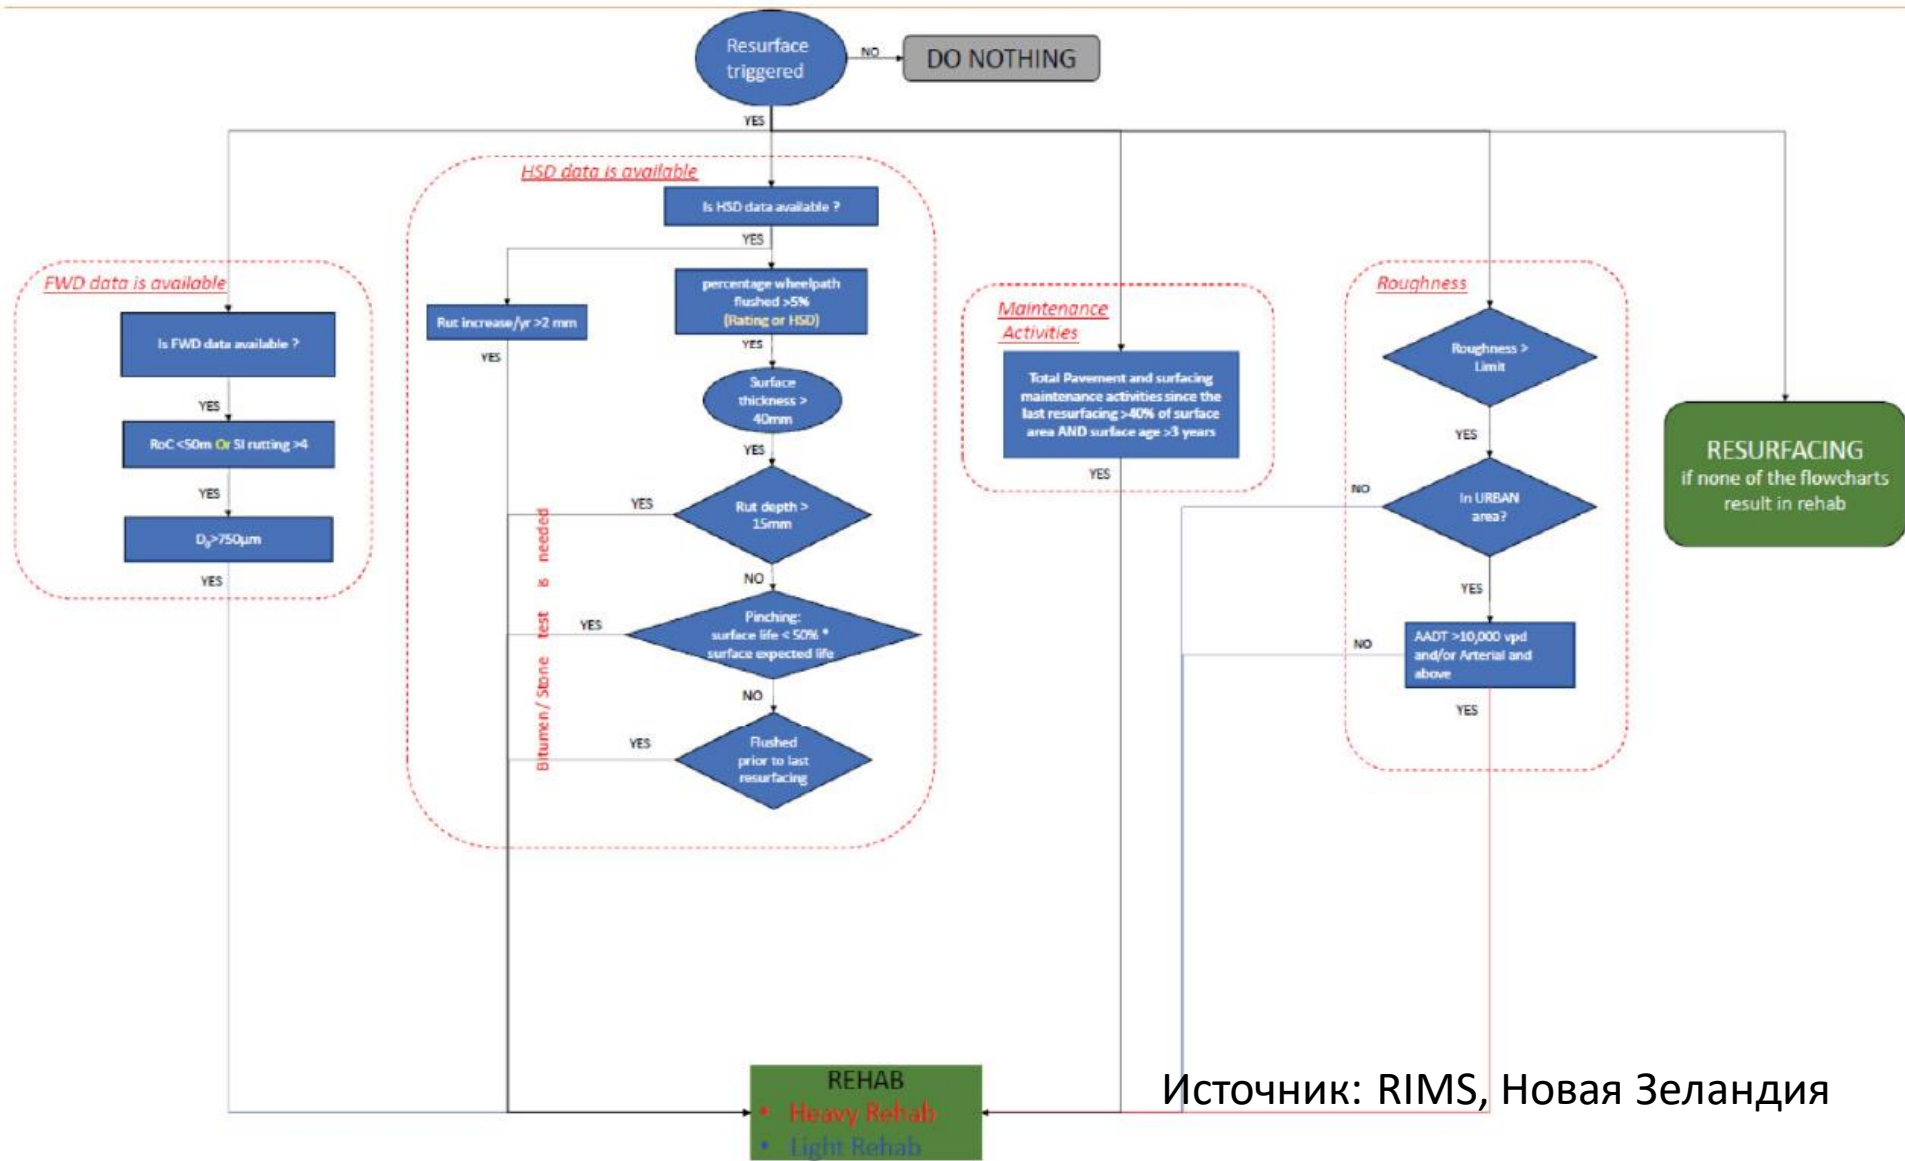 Resurface
triggered
NO
DO NOTHING
YES
HSD data is available
Is HSD data available ?
YES
FWD data is available
Is FWD data available ?
YES
RoC <50m Or SI rutting >4
YES
D₀>750µm
YES
Rut increase/yr >2 mm
YES
percentage wheelpath
flushed >5%
(Rating or HSD)
YES
Surface
thickness >
40mm
YES
Rut depth >
15mm
YES
NO
Pinching:
surface life < 50% *
surface expected life
YES
NO
Flushed
prior to last
resurfacing
YES
Bitumen/ Stone test is needed
Maintenance
Activities
Total Pavement and surfacing
maintenance activities since the
last resurfacing >40% of surface
area AND surface age >3 years
YES
Roughness
Roughness >
Limit
YES
In URBAN
area?
NO
YES
AADT >10,000 vpd
and/or Arterial and
above
NO
YES
RESURFACING
if none of the flowcharts
result in rehab
REHAB
• Heavy Rehab
• Light Rehab
Источник: RIMS, Новая Зеландия